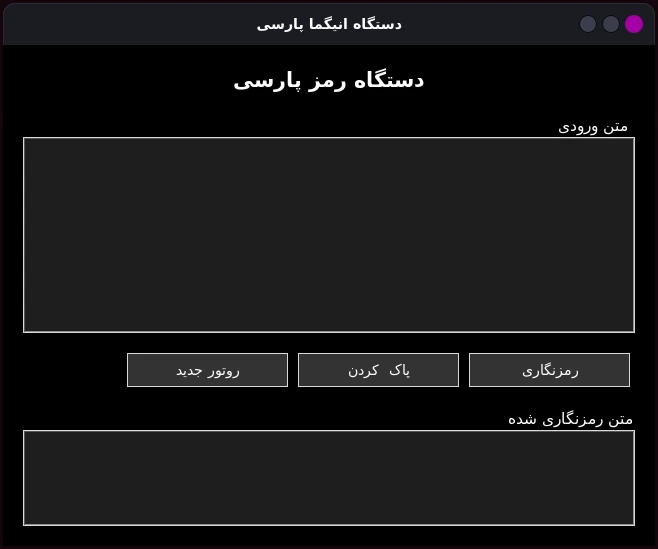 دستگاه انیگما پارسی
دستگاه رمز پارسی
متن ورودی
رمزنگاری
پاک کردن
روتور جدید
متن رمزنگاری شده